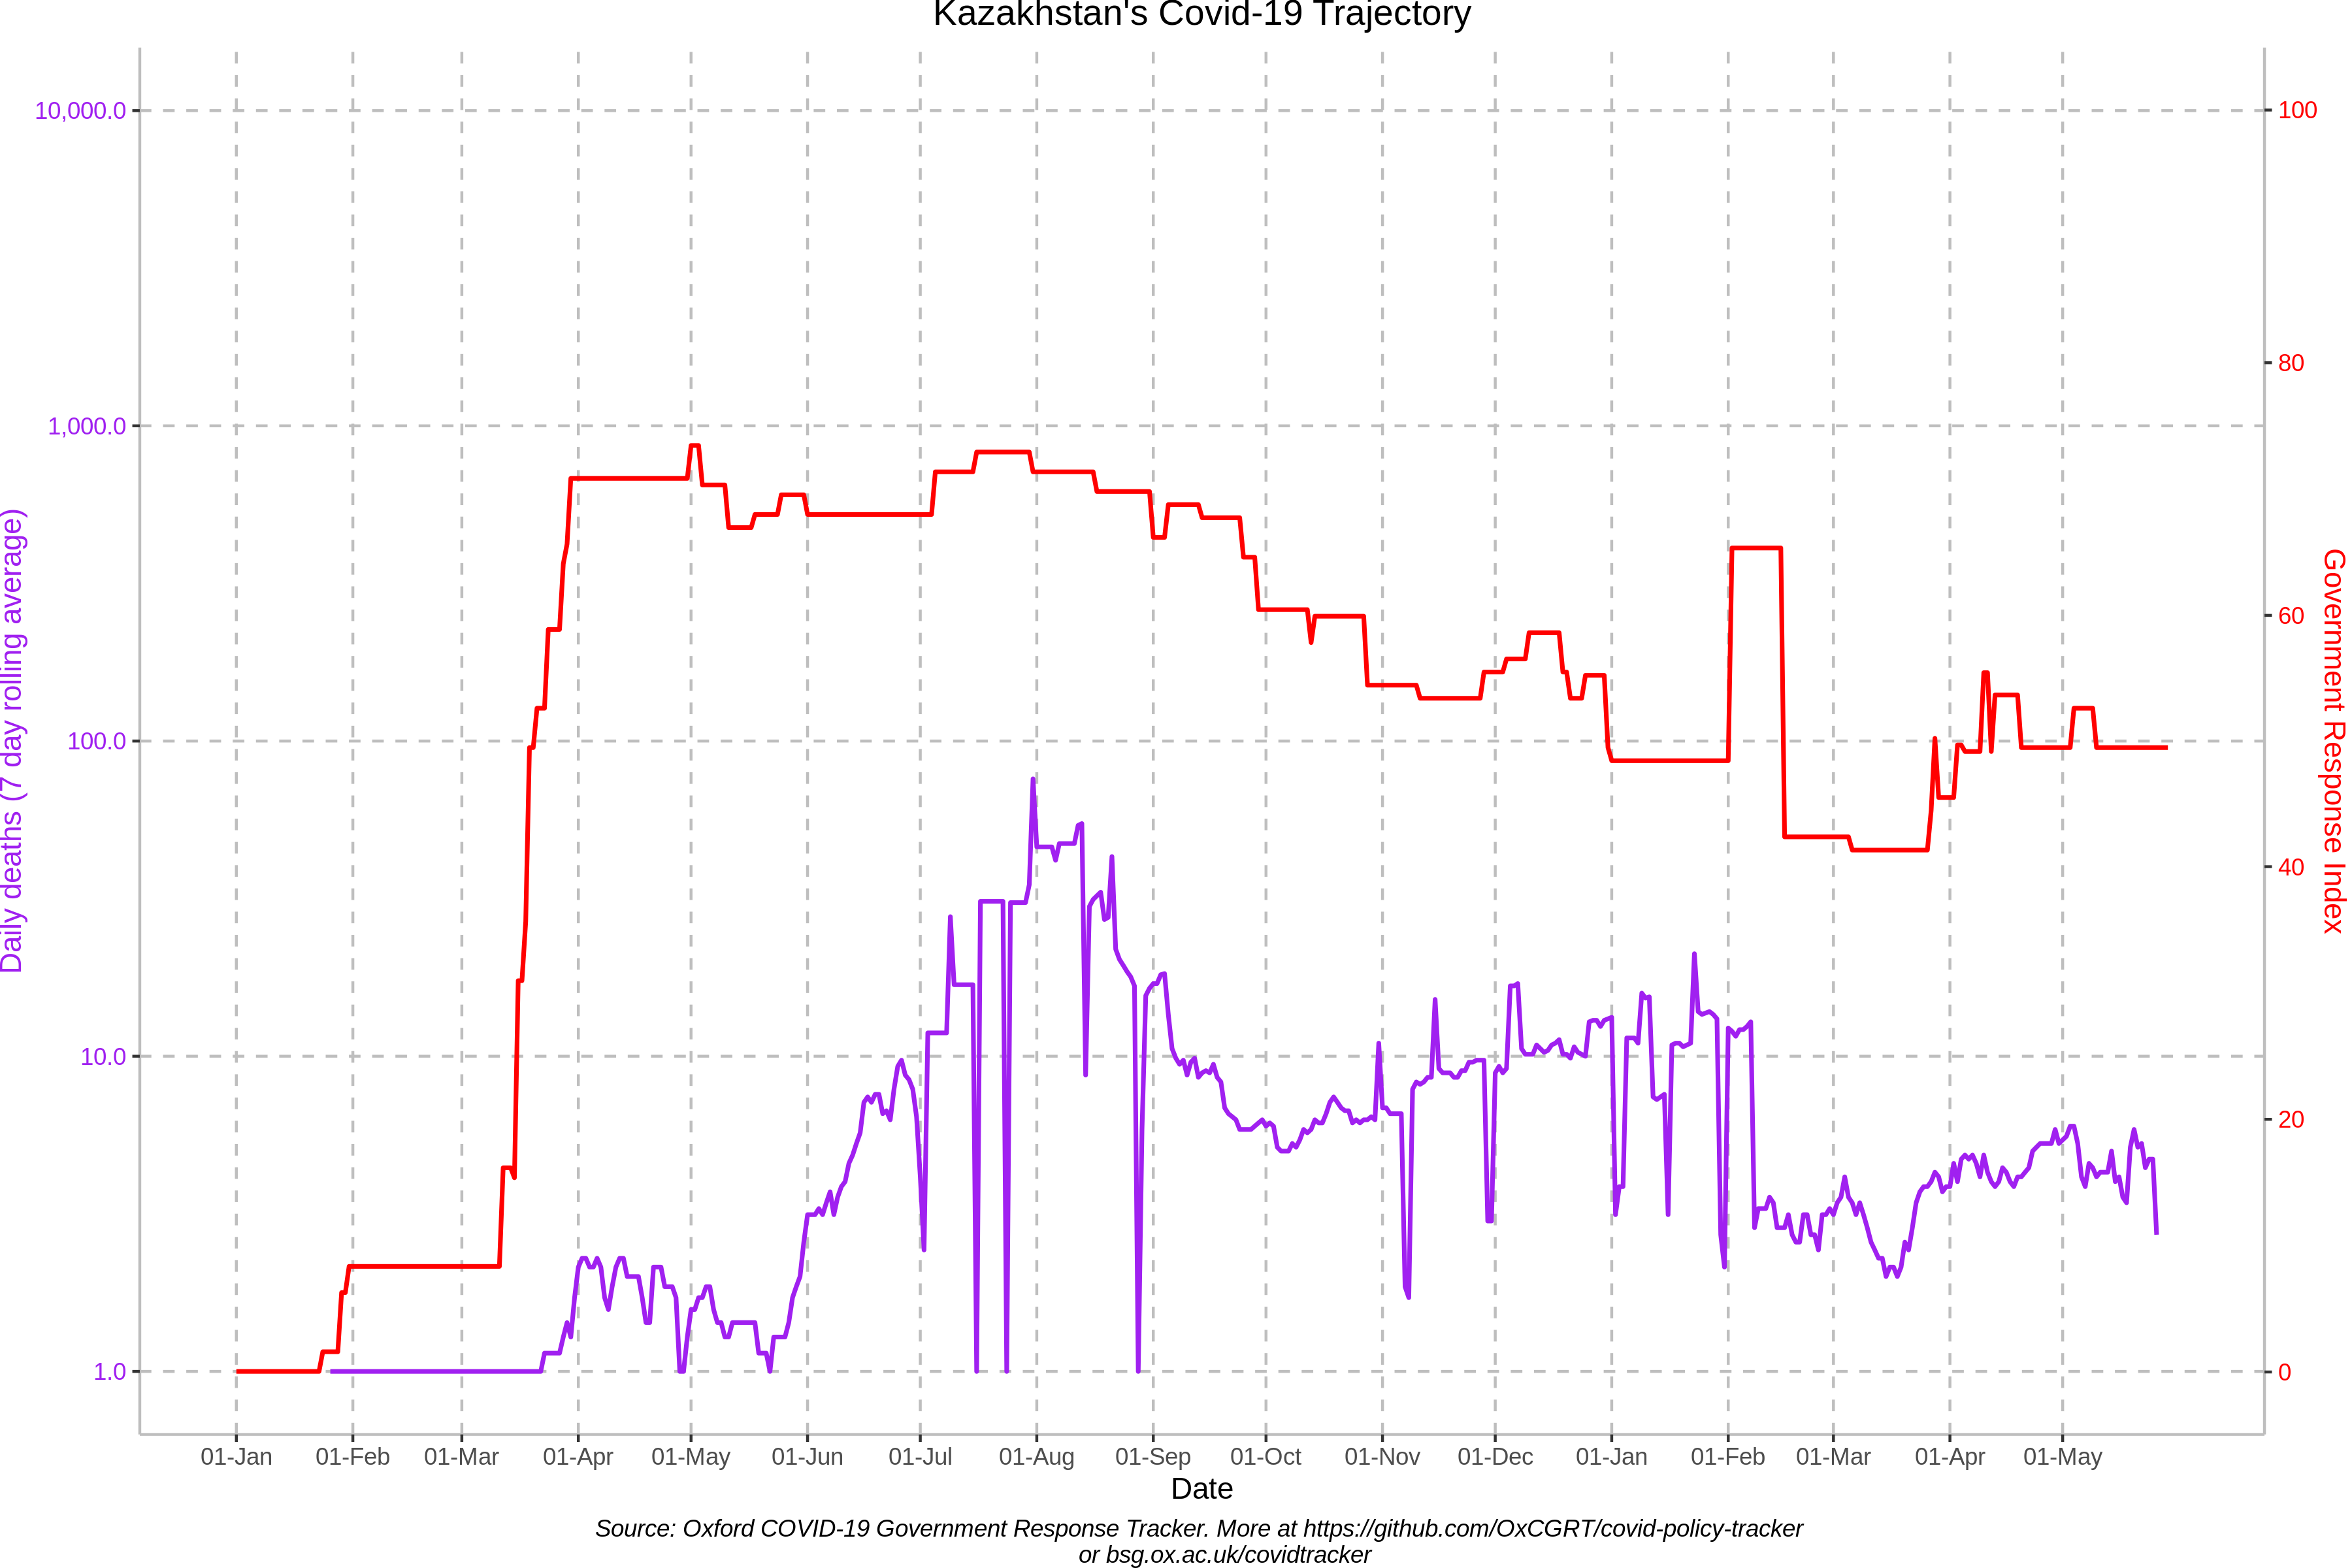 Kazakhstan's Covid-19 Trajectory
10,000.0
1,000.0
100.0
10.0
1.0
Daily deaths (7 day rolling average)
100
80
60
40
20
0
Government Response Index
01-Jan 01-Feb 01-Mar 01-Apr 01-May 01-Jun 01-Jul 01-Aug 01-Sep 01-Oct 01-Nov 01-Dec 01-Jan 01-Feb 01-Mar 01-Apr 01-May
Date
Source: Oxford COVID-19 Government Response Tracker. More at https://github.com/OxCGRT/covid-policy-tracker
or bsg.ox.ac.uk/covidtracker